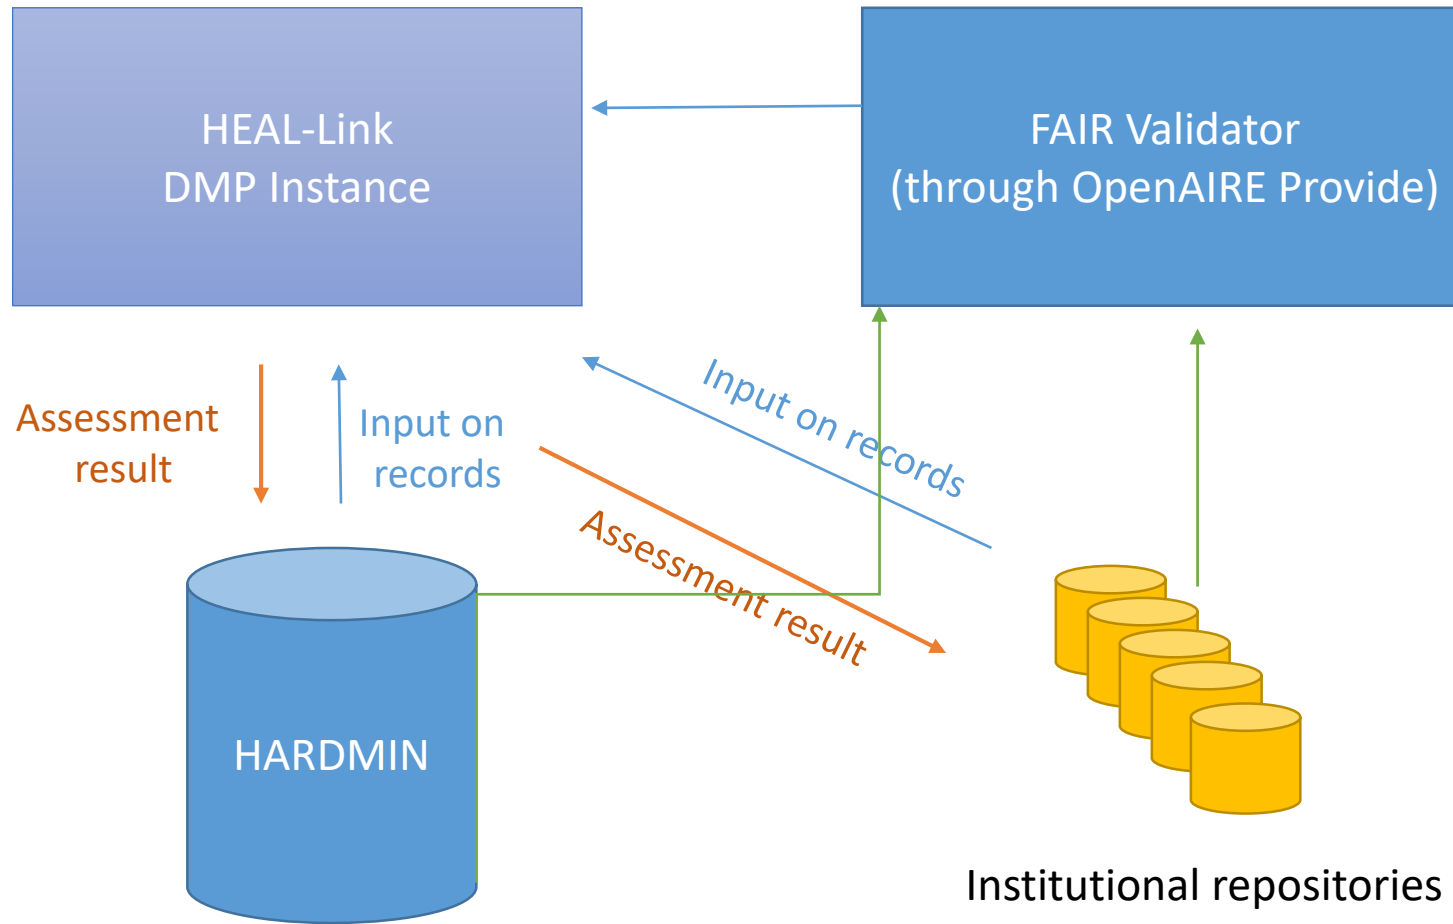 HEAL-Link
DMP Instance
FAIR Validator
(through OpenAIRE Provide)
Assessment
result
Input on
records
Input on records
Assessment result
HARDMIN
Institutional repositories